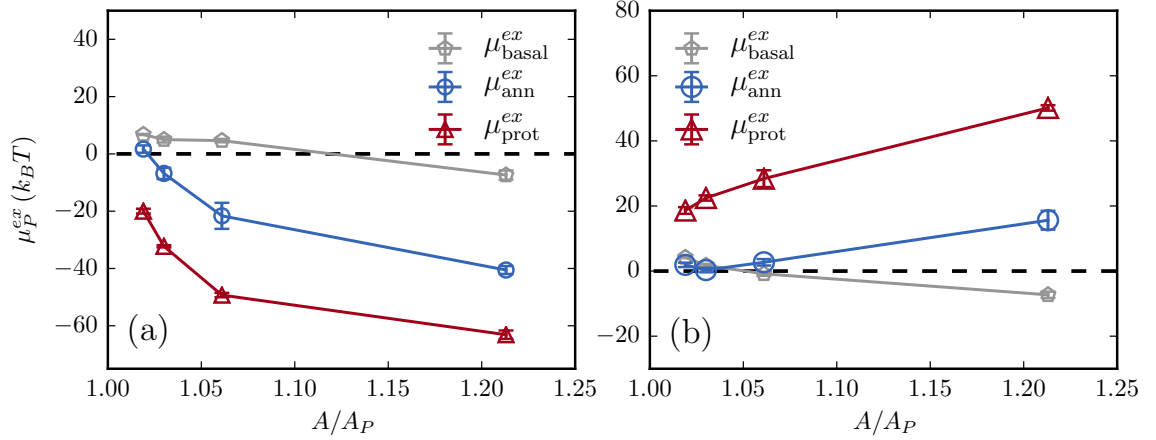 μ_P^{ex} (k_B T)
40
20
0
−20
−40
−60
μ^{ex}_{basal}
μ^{ex}_{ann}
μ^{ex}_{prot}
(a)
1.00 1.05 1.10 1.15 1.20 1.25
A/A_P
80
60
40
20
0
−20
μ^{ex}_{basal}
μ^{ex}_{ann}
μ^{ex}_{prot}
(b)
1.00 1.05 1.10 1.15 1.20 1.25
A/A_P